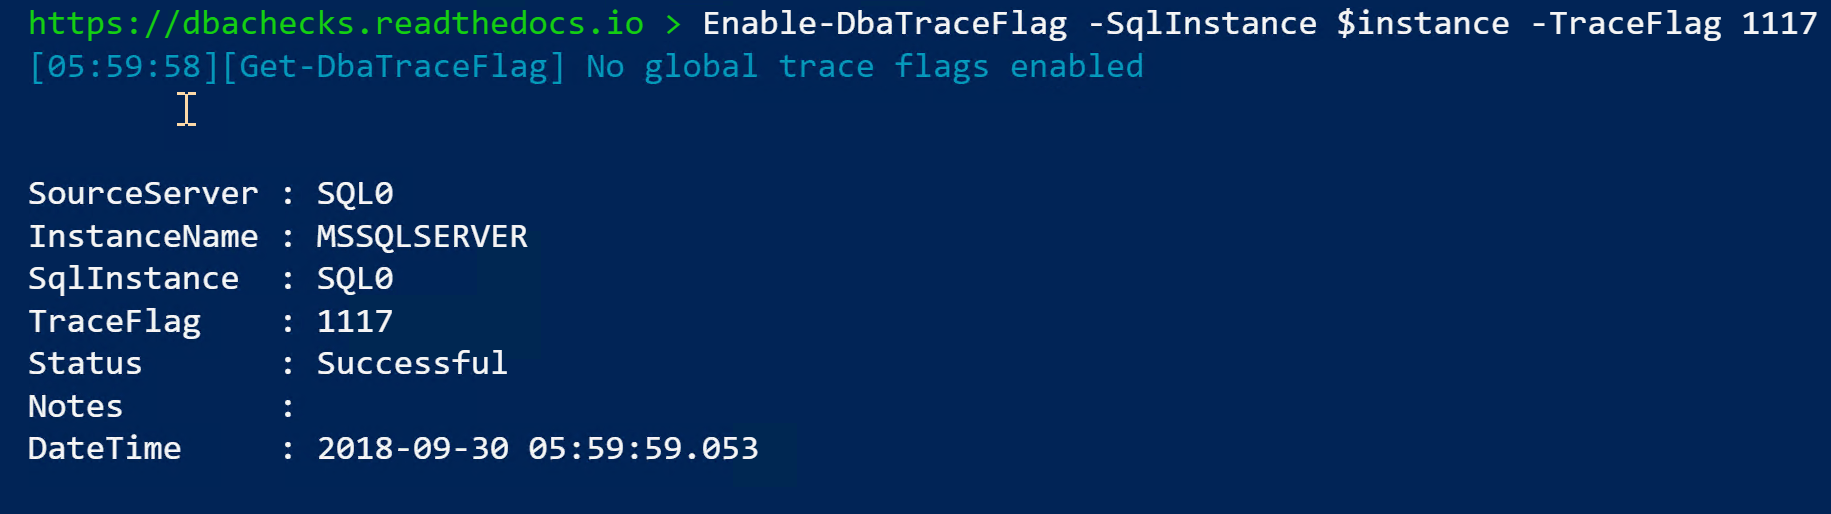 https://dbachecks.readthedocs.io > Enable-DbaTraceFlag -SqlInstance $instance -TraceFlag 1117
[05:59:58][Get-DbaTraceFlag] No global trace flags enabled
SourceServer : SQL0
InstanceName : MSSQLSERVER
SqlInstance  : SQL0
TraceFlag    : 1117
Status       : Successful
Notes        :
DateTime     : 2018-09-30 05:59:59.053